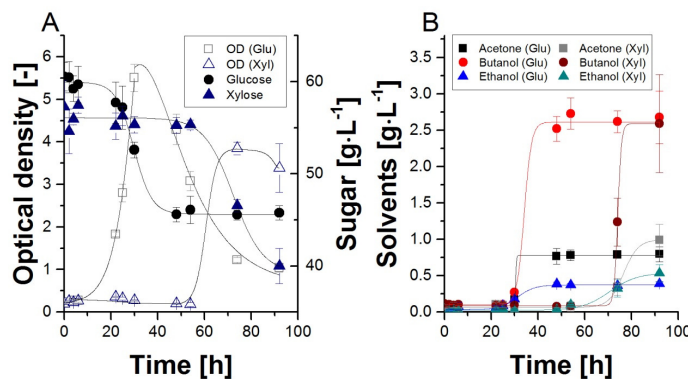 A
OD (Glu)
OD (Xyl)
Glucose
Xylose
Optical density [-]
6
5
4
3
2
1
0
Sugar [g·L-1]
60
50
40
0 20 40 60 80 100
Time [h]
B
Acetone (Glu) Acetone (Xyl)
Butanol (Glu) Butanol (Xyl)
Ethanol (Glu) Ethanol (Xyl)
Solvents [g·L-1]
4.0
3.5
3.0
2.5
2.0
1.5
1.0
0.5
0.0
0 20 40 60 80 100
Time [h]